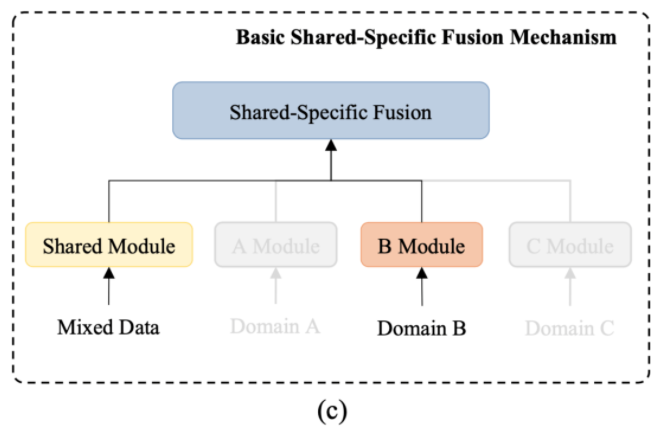 Basic Shared-Specific Fusion Mechanism
Shared-Specific Fusion
Shared Module
A Module
B Module
C Module
Mixed Data
Domain A
Domain B
Domain C
(c)